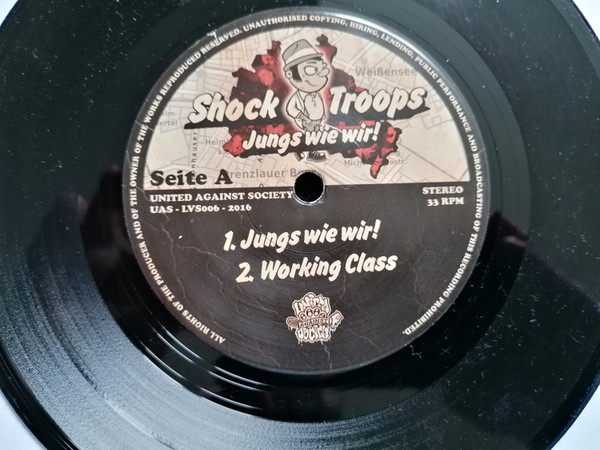 ALL RIGHTS OF THE PRODUCER AND OF THE OWNER OF THE WORKS REPRODUCED RESERVED. UNAUTHORISED COPYING, HIRING, LENDING, PUBLIC PERFORMANCE AND BROADCASTING OF THIS RECORDING PROHIBITED.
Weißensee
Shock Troops
Jungs wie wir!
Seite A
UNITED AGAINST SOCIETY
UAS - LVS006 - 2016
STEREO
33 RPM
1. Jungs wie wir!
2. Working Class